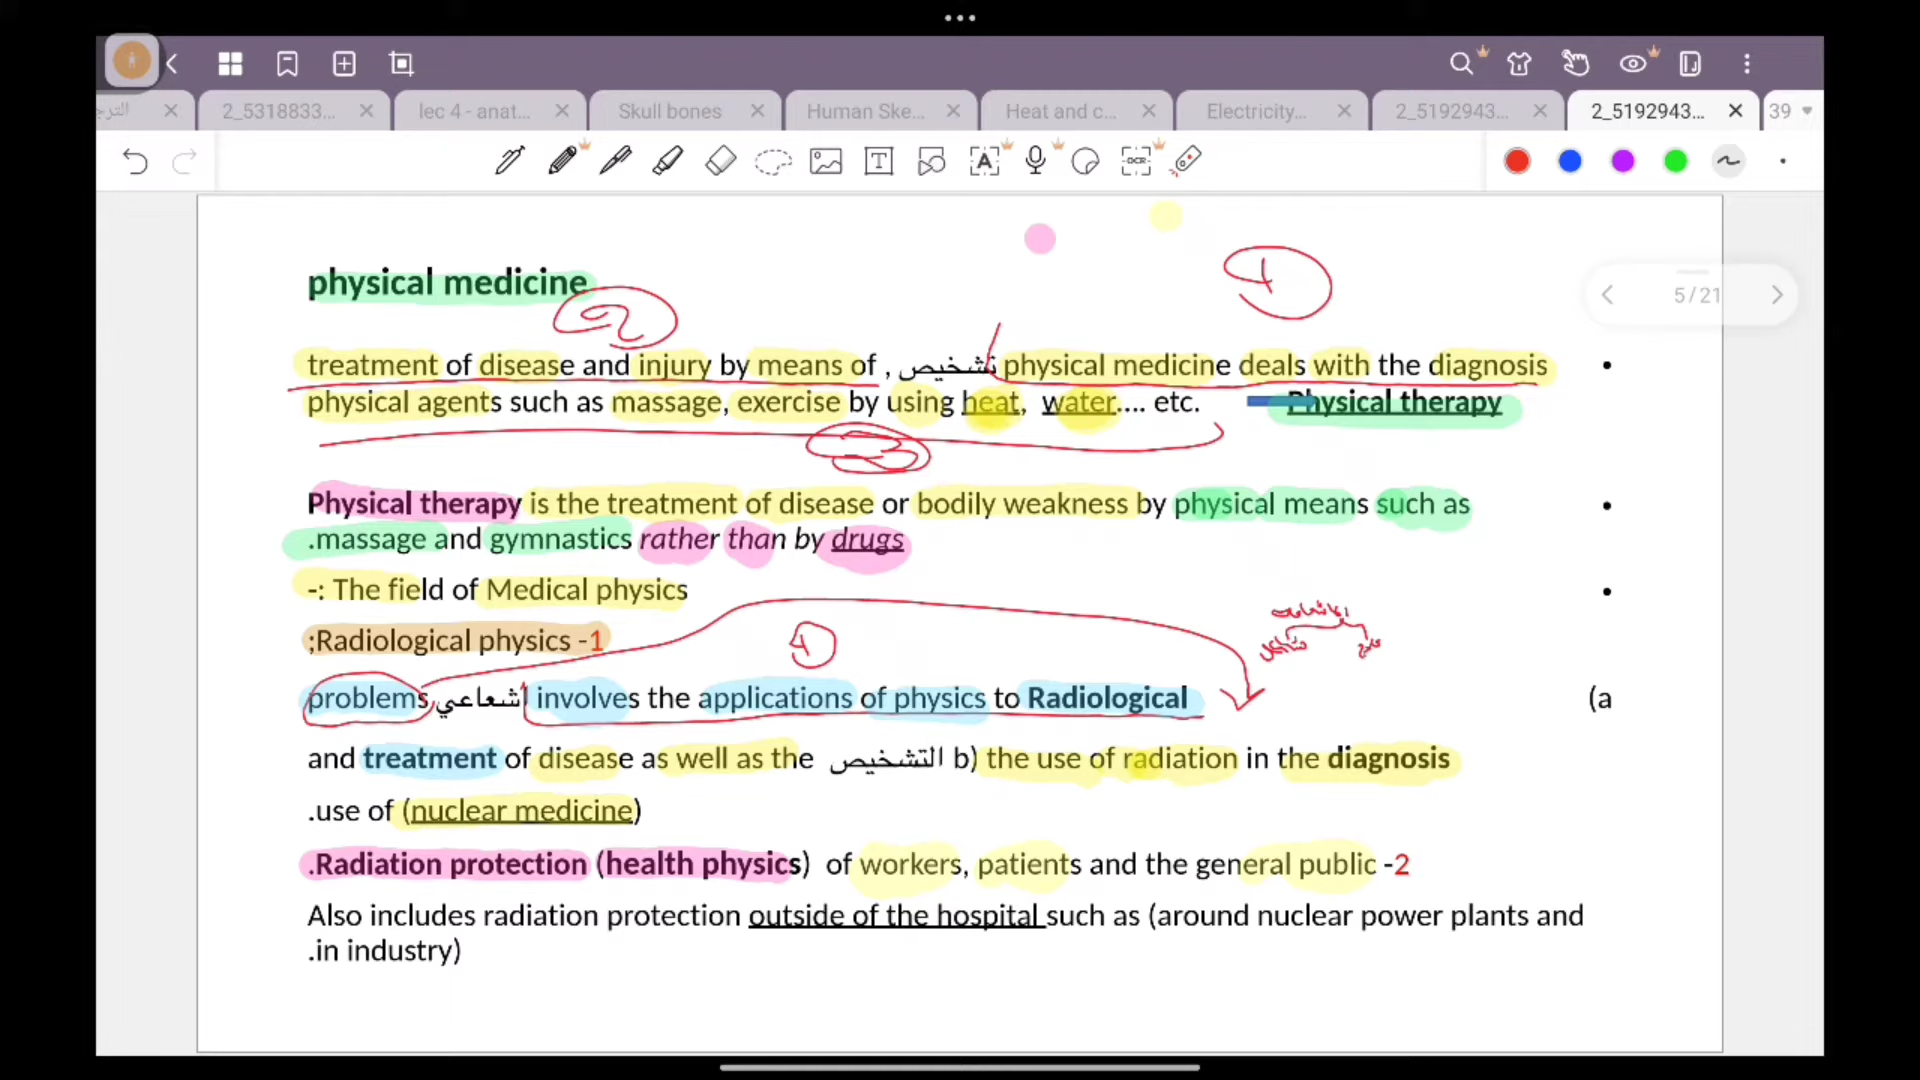 التر
2_5318833...
lec 4 - anat...
Skull bones
Human Ske...
Heat and c...
Electricity...
2_5192943...
2_5192943...
39
5/21
physical medicine
1
2
treatment of disease and injury by means of , تشخيص physical medicine deals with the diagnosis •
physical agents such as massage, exercise by using heat, water.... etc. Physical therapy
3
Physical therapy is the treatment of disease or bodily weakness by physical means such as •
.massage and gymnastics rather than by drugs
-: The field of Medical physics •
;Radiological physics -1
1
problems,اشعاعي involves the applications of physics to Radiological (a
and treatment of disease as well as the التشخيص b) the use of radiation in the diagnosis
.use of (nuclear medicine)
.Radiation protection (health physics) of workers, patients and the general public -2
Also includes radiation protection outside of the hospital such as (around nuclear power plants and
.in industry)